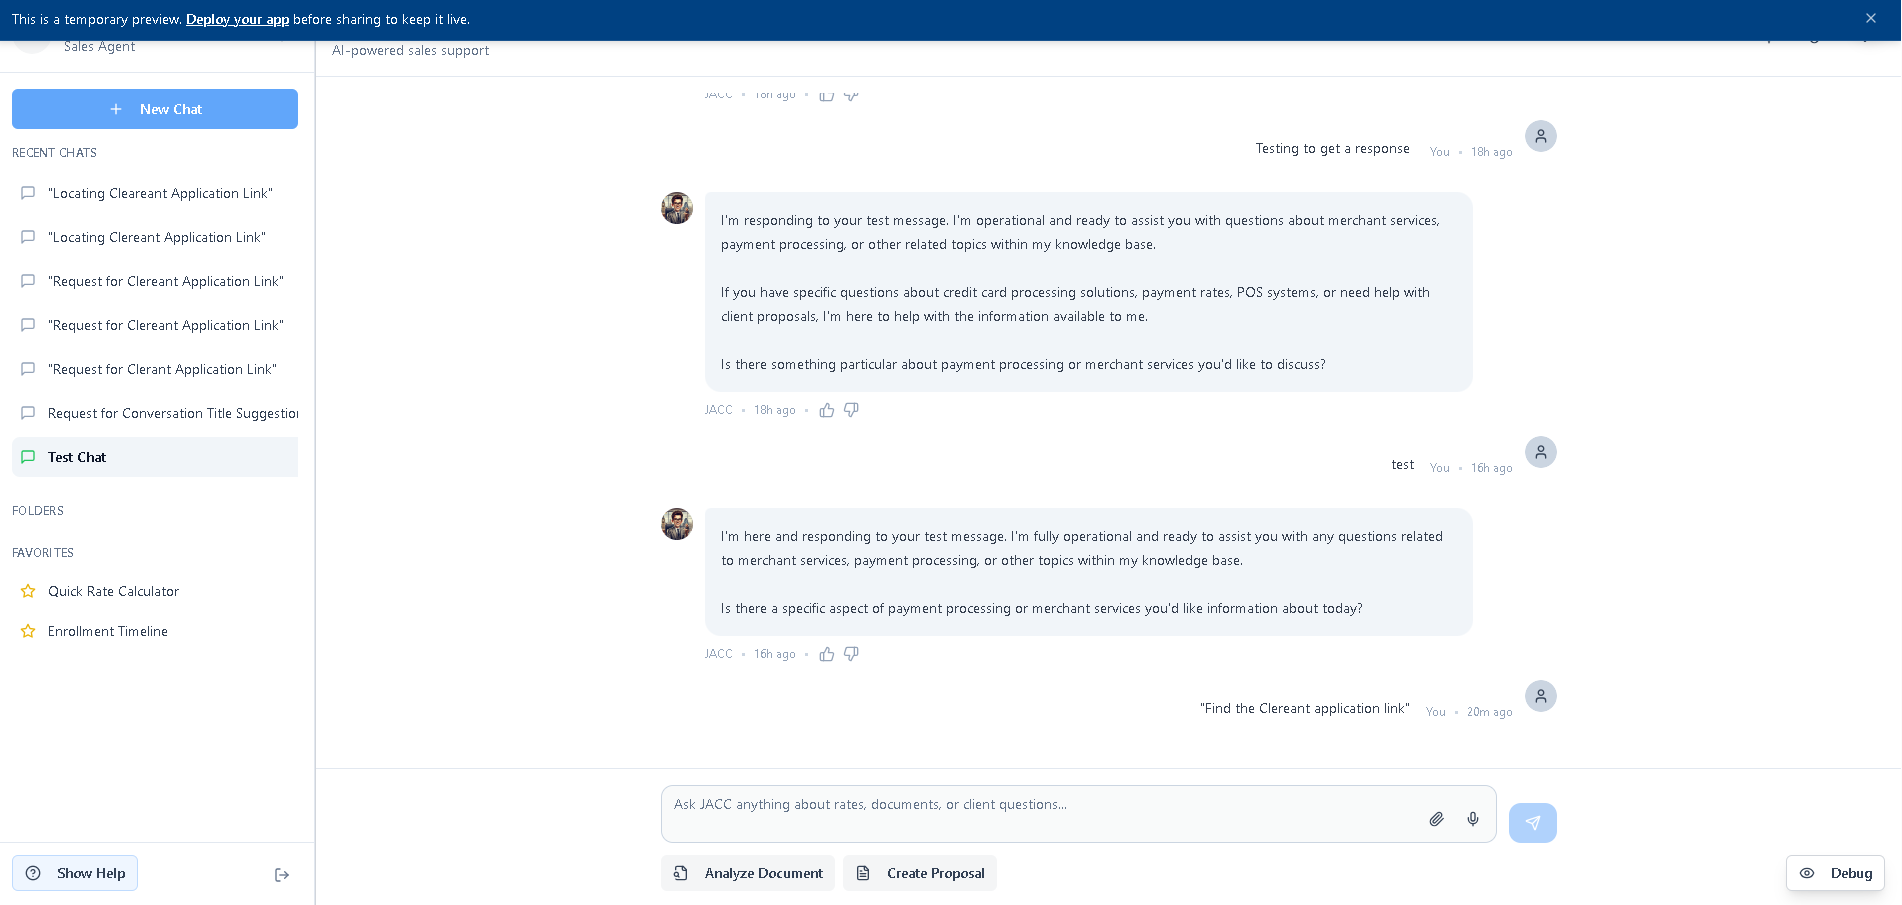 This is a temporary preview. Deploy your app before sharing to keep it live.
Sales Agent
AI-powered sales support
New Chat
RECENT CHATS
"Locating Cleareant Application Link"
"Locating Clereant Application Link"
"Request for Clereant Application Link"
"Request for Clereant Application Link"
"Request for Clerant Application Link"
Request for Conversation Title Suggestion
Test Chat
FOLDERS
FAVORITES
Quick Rate Calculator
Enrollment Timeline
Show Help
JACC • 18h ago •
Testing to get a response You • 18h ago
I'm responding to your test message. I'm operational and ready to assist you with questions about merchant services,
payment processing, or other related topics within my knowledge base.
If you have specific questions about credit card processing solutions, payment rates, POS systems, or need help with
client proposals, I'm here to help with the information available to me.
Is there something particular about payment processing or merchant services you'd like to discuss?
JACC • 18h ago •
test You • 16h ago
I'm here and responding to your test message. I'm fully operational and ready to assist you with any questions related
to merchant services, payment processing, or other topics within my knowledge base.
Is there a specific aspect of payment processing or merchant services you'd like information about today?
JACC • 16h ago •
"Find the Clereant application link" You • 20m ago
Ask JACC anything about rates, documents, or client questions...
Analyze Document
Create Proposal
Debug